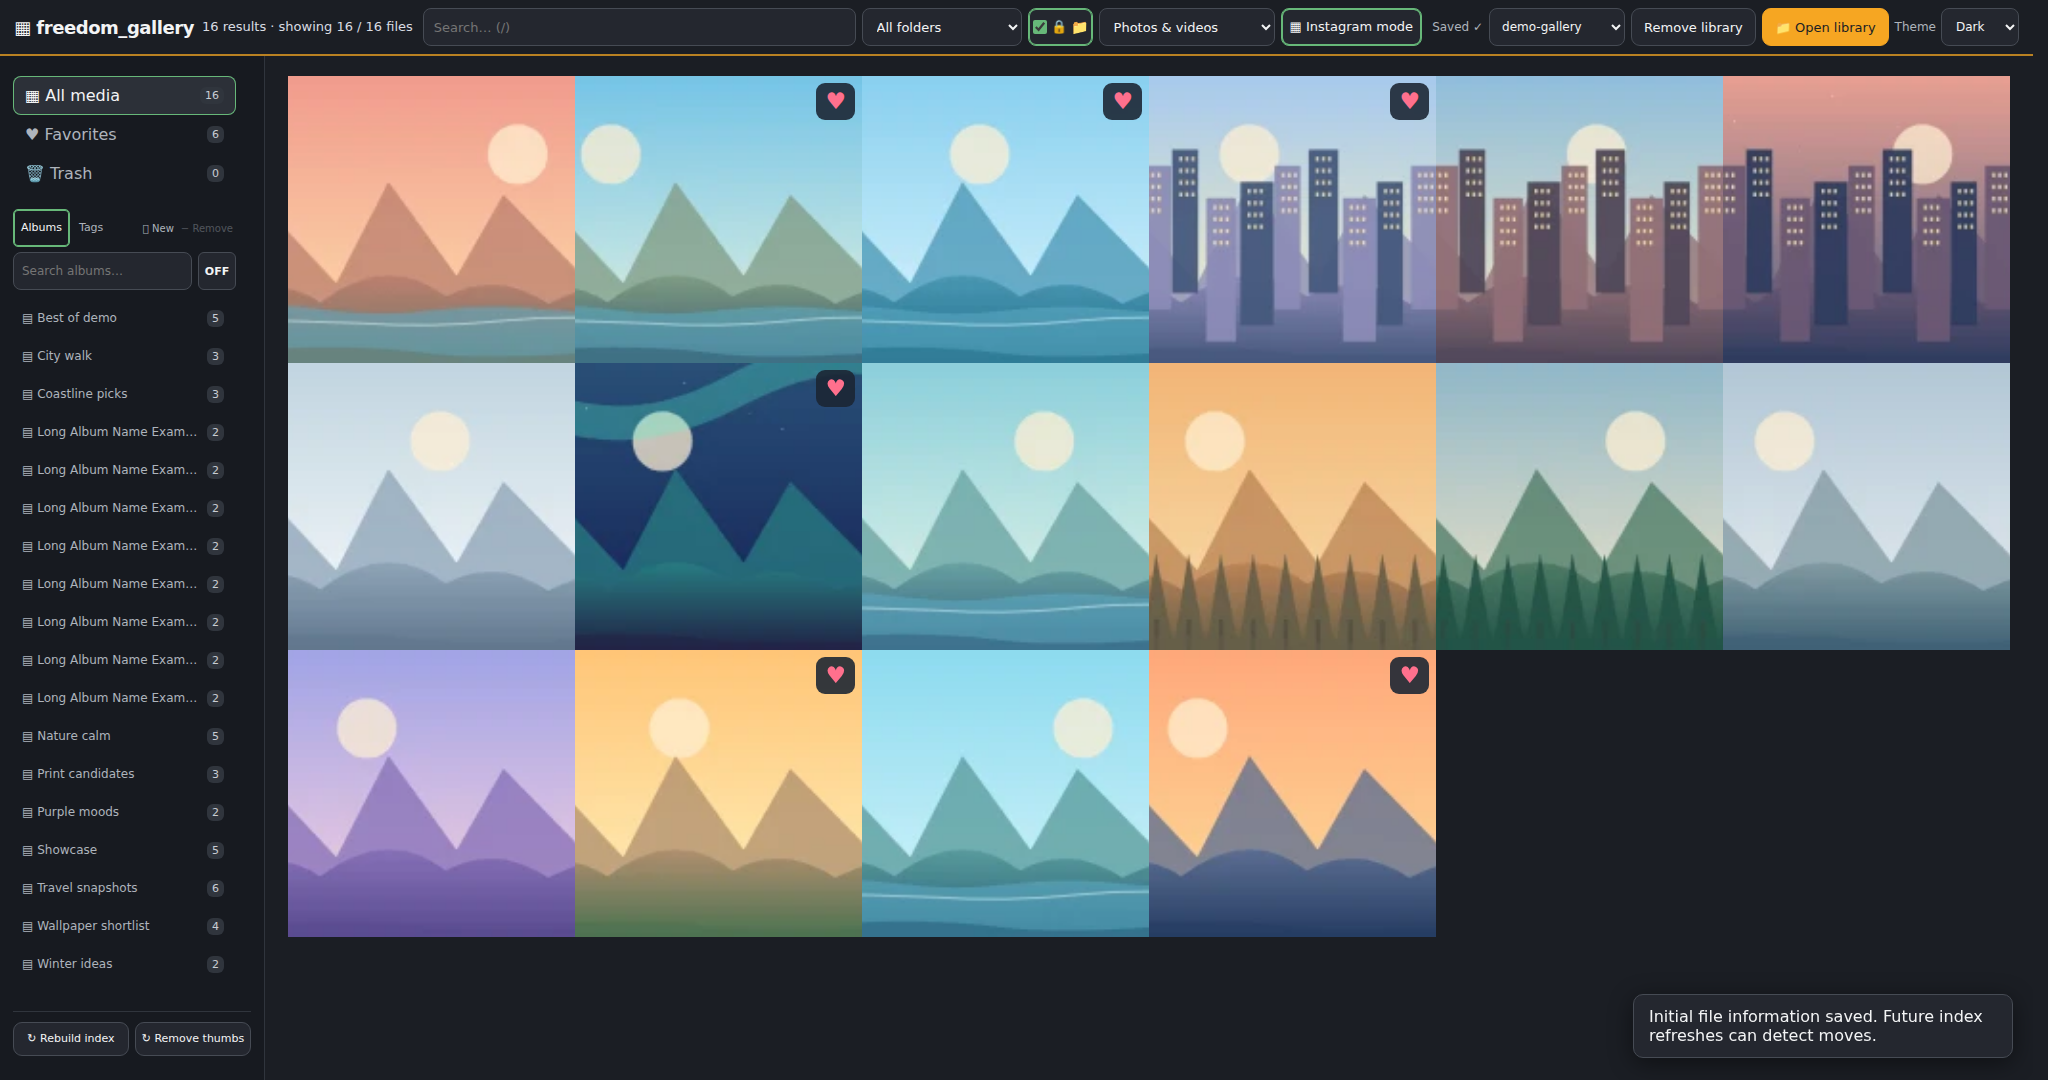 ▦ freedom_gallery 16 results · showing 16 / 16 files Search... (/) All folders Photos & videos ▦ Instagram mode Saved ✓ demo-gallery Remove library Open library Theme Dark
▦ All media 16
♥ Favorites 6
Trash 0
Albums Tags New − Remove
Search albums... OFF
Best of demo 5
City walk 3
Coastline picks 3
Long Album Name Exam... 2
Long Album Name Exam... 2
Long Album Name Exam... 2
Long Album Name Exam... 2
Long Album Name Exam... 2
Long Album Name Exam... 2
Long Album Name Exam... 2
Long Album Name Exam... 2
Nature calm 5
Print candidates 3
Purple moods 2
Showcase 5
Travel snapshots 6
Wallpaper shortlist 4
Winter ideas 2
↻ Rebuild index ↻ Remove thumbs
Initial file information saved. Future index
refreshes can detect moves.